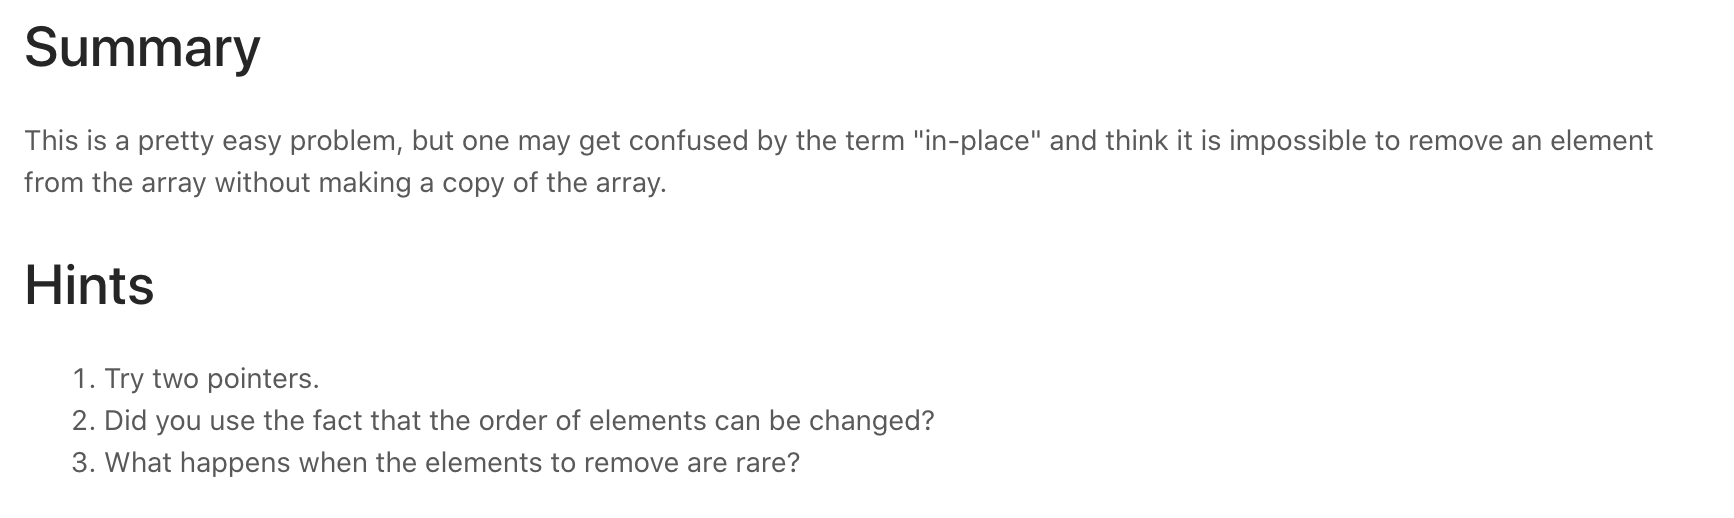 Summary
This is a pretty easy problem, but one may get confused by the term "in-place" and think it is impossible to remove an element
from the array without making a copy of the array.
Hints
1. Try two pointers.
2. Did you use the fact that the order of elements can be changed?
3. What happens when the elements to remove are rare?